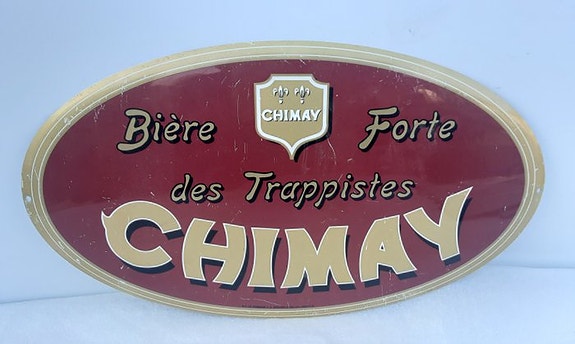 CHIMAY
Bière Forte
des Trappistes
CHIMAY